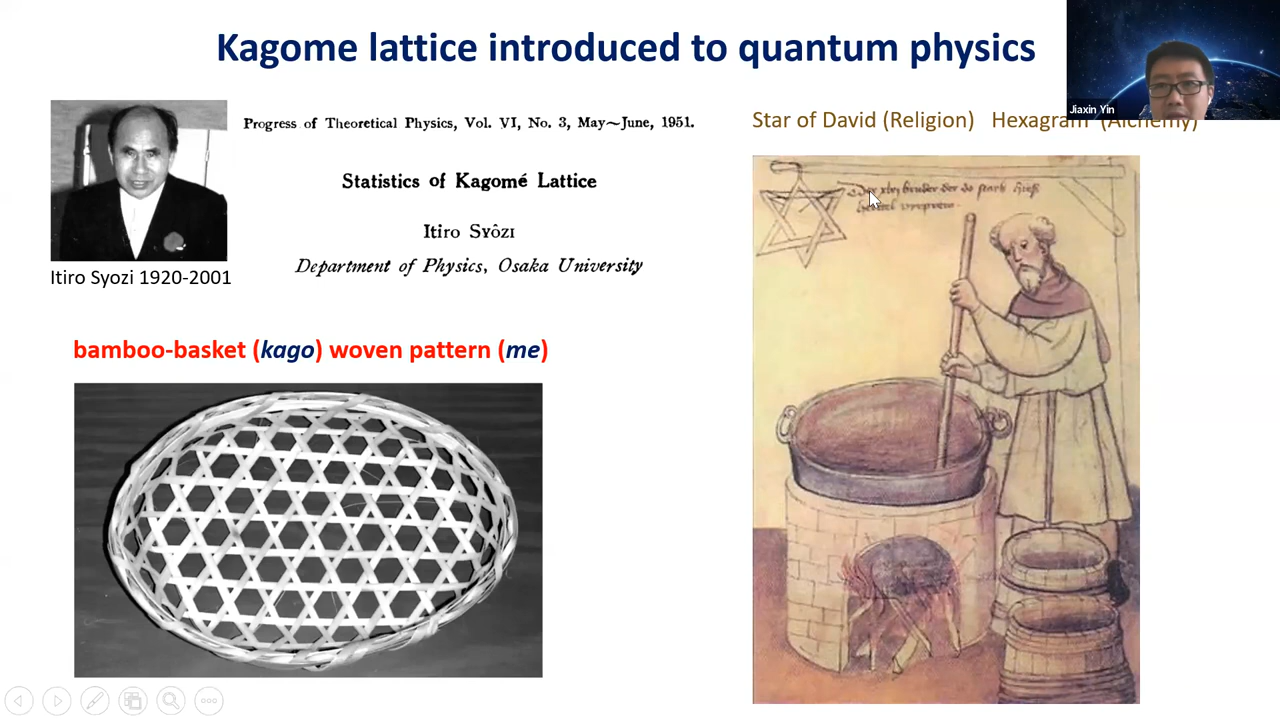 Kagome lattice introduced to quantum physics
Jiaxin Yin
Progress of Theoretical Physics, Vol. VI, No. 3, May~June, 1951.
Statistics of Kagomé Lattice
Itiro Syôzi
Department of Physics, Osaka University
Itiro Syozi 1920-2001
Star of David (Religion) Hexagram (Alchemy)
bamboo-basket (kago) woven pattern (me)